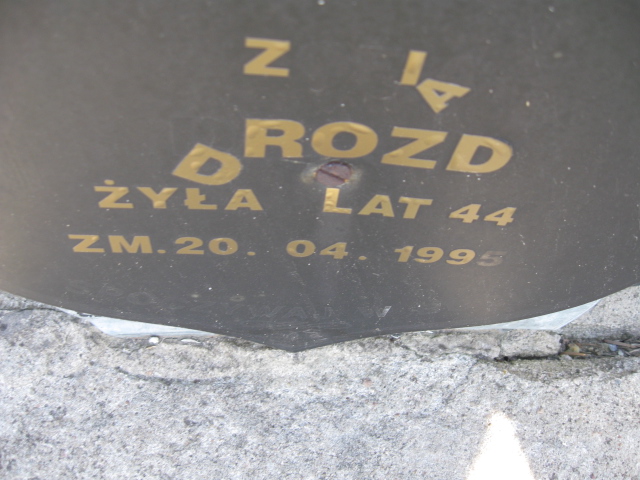 Z IA
DROZD
ŻYŁA LAT 44
ZM. 20. 04. 1995